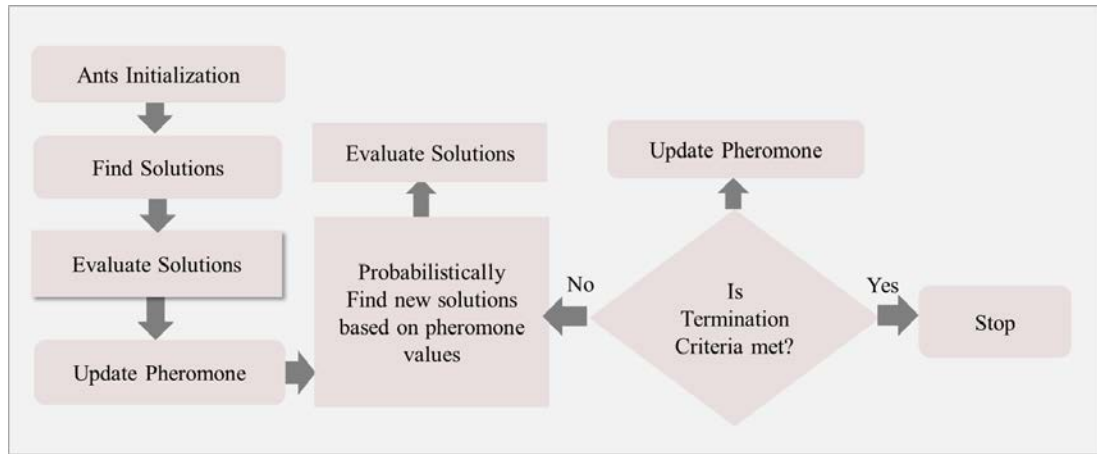 Ants Initialization
Find Solutions
Evaluate Solutions
Update Pheromone
Evaluate Solutions
Probabilistically
Find new solutions
based on pheromone
values
No
Update Pheromone
Is
Termination
Criteria met?
Yes
Stop